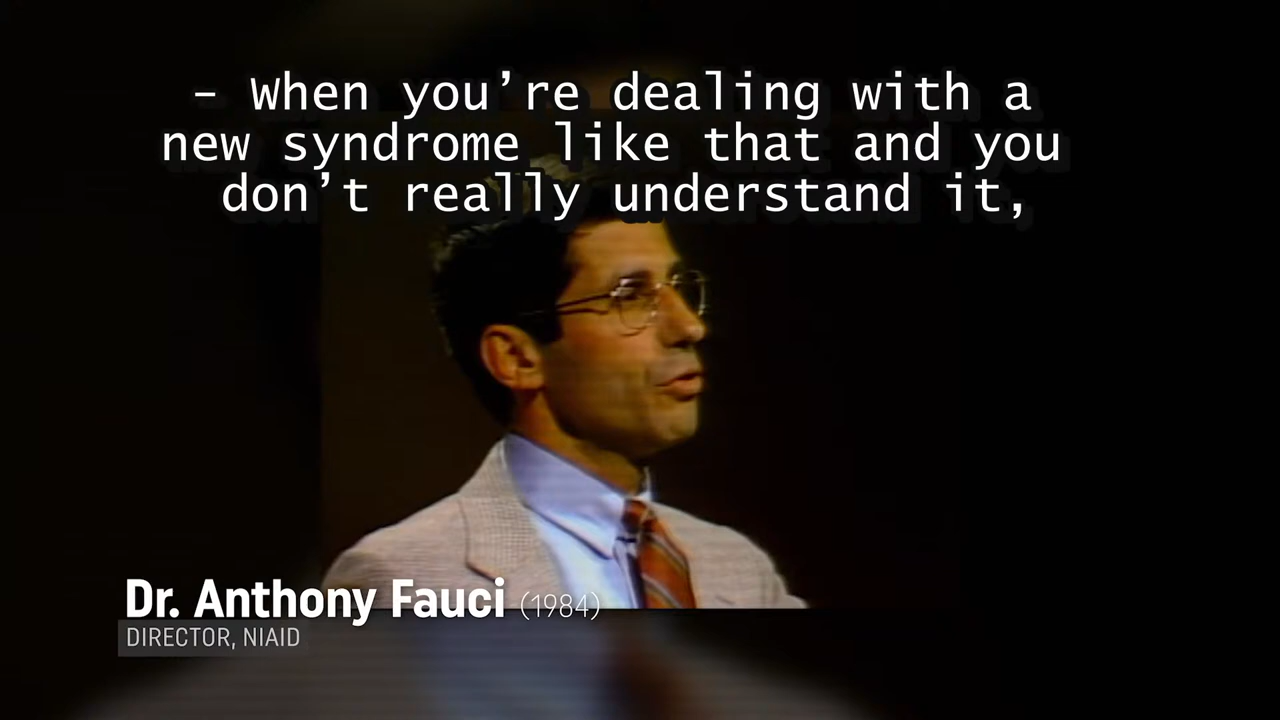 - When you’re dealing with a
new syndrome like that and you
don’t really understand it,
Dr. Anthony Fauci (1984)
DIRECTOR, NIAID